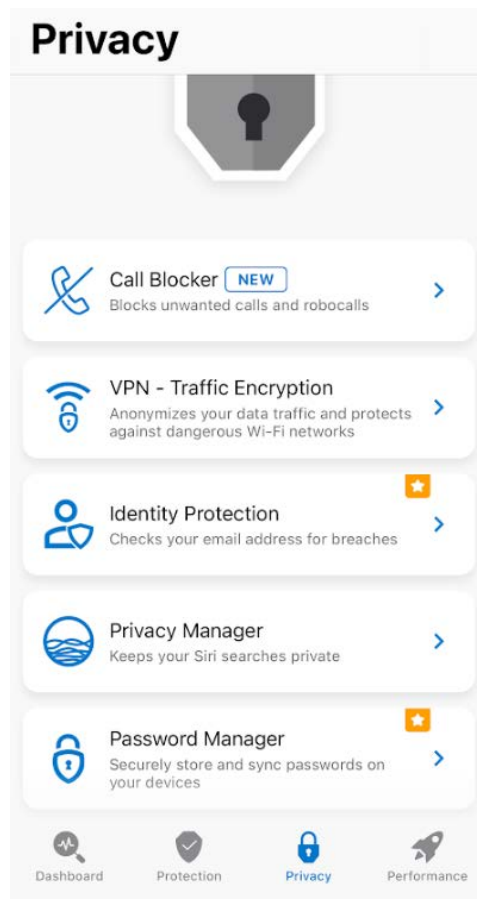 Privacy
Call Blocker NEW
Blocks unwanted calls and robocalls
VPN - Traffic Encryption
Anonymizes your data traffic and protects
against dangerous Wi-Fi networks
Identity Protection
Checks your email address for breaches
Privacy Manager
Keeps your Siri searches private
Password Manager
Securely store and sync passwords on
your devices
Dashboard Protection Privacy Performance